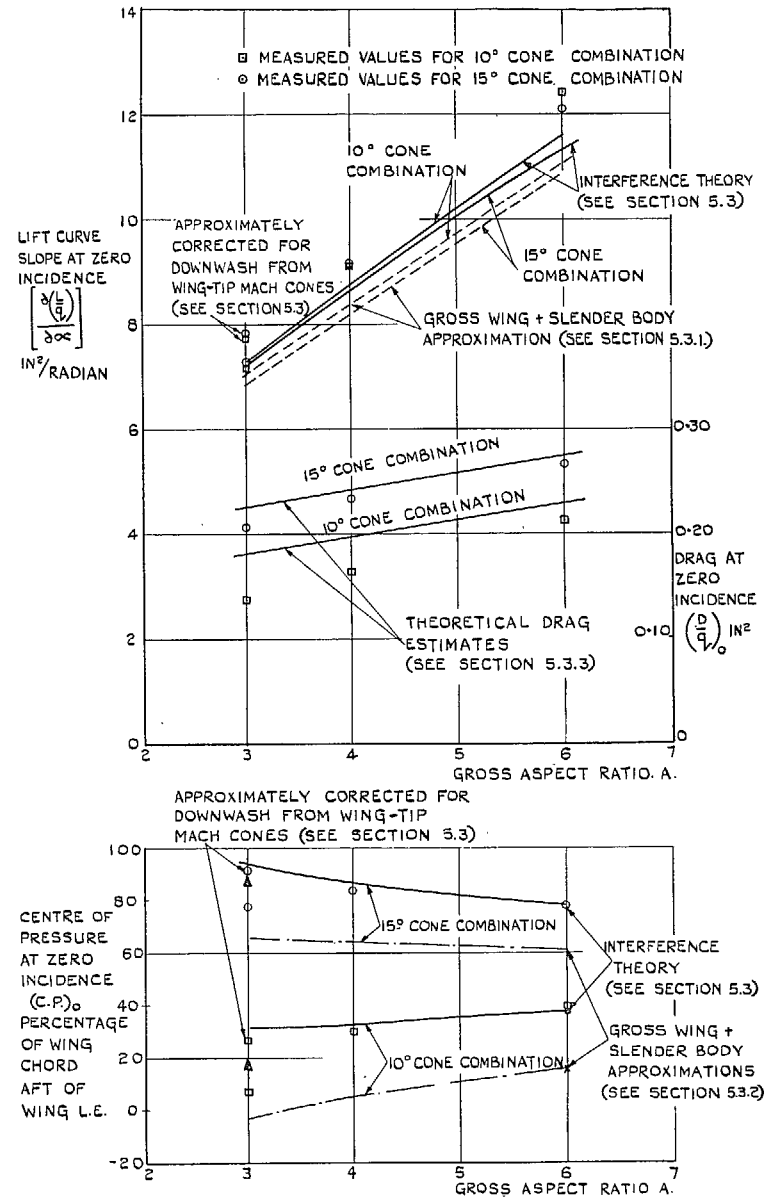 14
□ MEASURED VALUES FOR 10° CONE COMBINATION
⊙ MEASURED VALUES FOR 15° CONE COMBINATION
12
10° CONE
COMBINATION
INTERFERENCE THEORY
(SEE SECTION 5.3)
10
APPROXIMATELY
CORRECTED FOR
DOWNWASH FROM
WING-TIP MACH CONES
(SEE SECTION 5.3)
15° CONE
COMBINATION
LIFT CURVE
SLOPE AT ZERO
INCIDENCE
[∂(L/q)/∂∝]
IN²/RADIAN
8
GROSS WING + SLENDER BODY
APPROXIMATION (SEE SECTION 5.3.1.)
6
0·30
15° CONE COMBINATION
10° CONE COMBINATION
4
0·20
DRAG AT
ZERO
INCIDENCE
(D/q)₀ IN²
THEORETICAL DRAG
ESTIMATES
(SEE SECTION 5.3.3)
2
0·10
0
0
2 3 4 5 6 7
GROSS ASPECT RATIO. A.
APPROXIMATELY CORRECTED FOR
DOWNWASH FROM WING-TIP
MACH CONES (SEE SECTION 5.3)
100
80
60
40
20
0
-20
CENTRE OF
PRESSURE
AT ZERO
INCIDENCE
(C.P.)₀
PERCENTAGE
OF WING
CHORD
AFT OF
WING L.E.
15° CONE COMBINATION
INTERFERENCE
THEORY
(SEE SECTION 5.3)
10° CONE COMBINATION
GROSS WING +
SLENDER BODY
APPROXIMATIONS
(SEE SECTION 5.3.2)
2 3 4 5 6 7
GROSS ASPECT RATIO A.